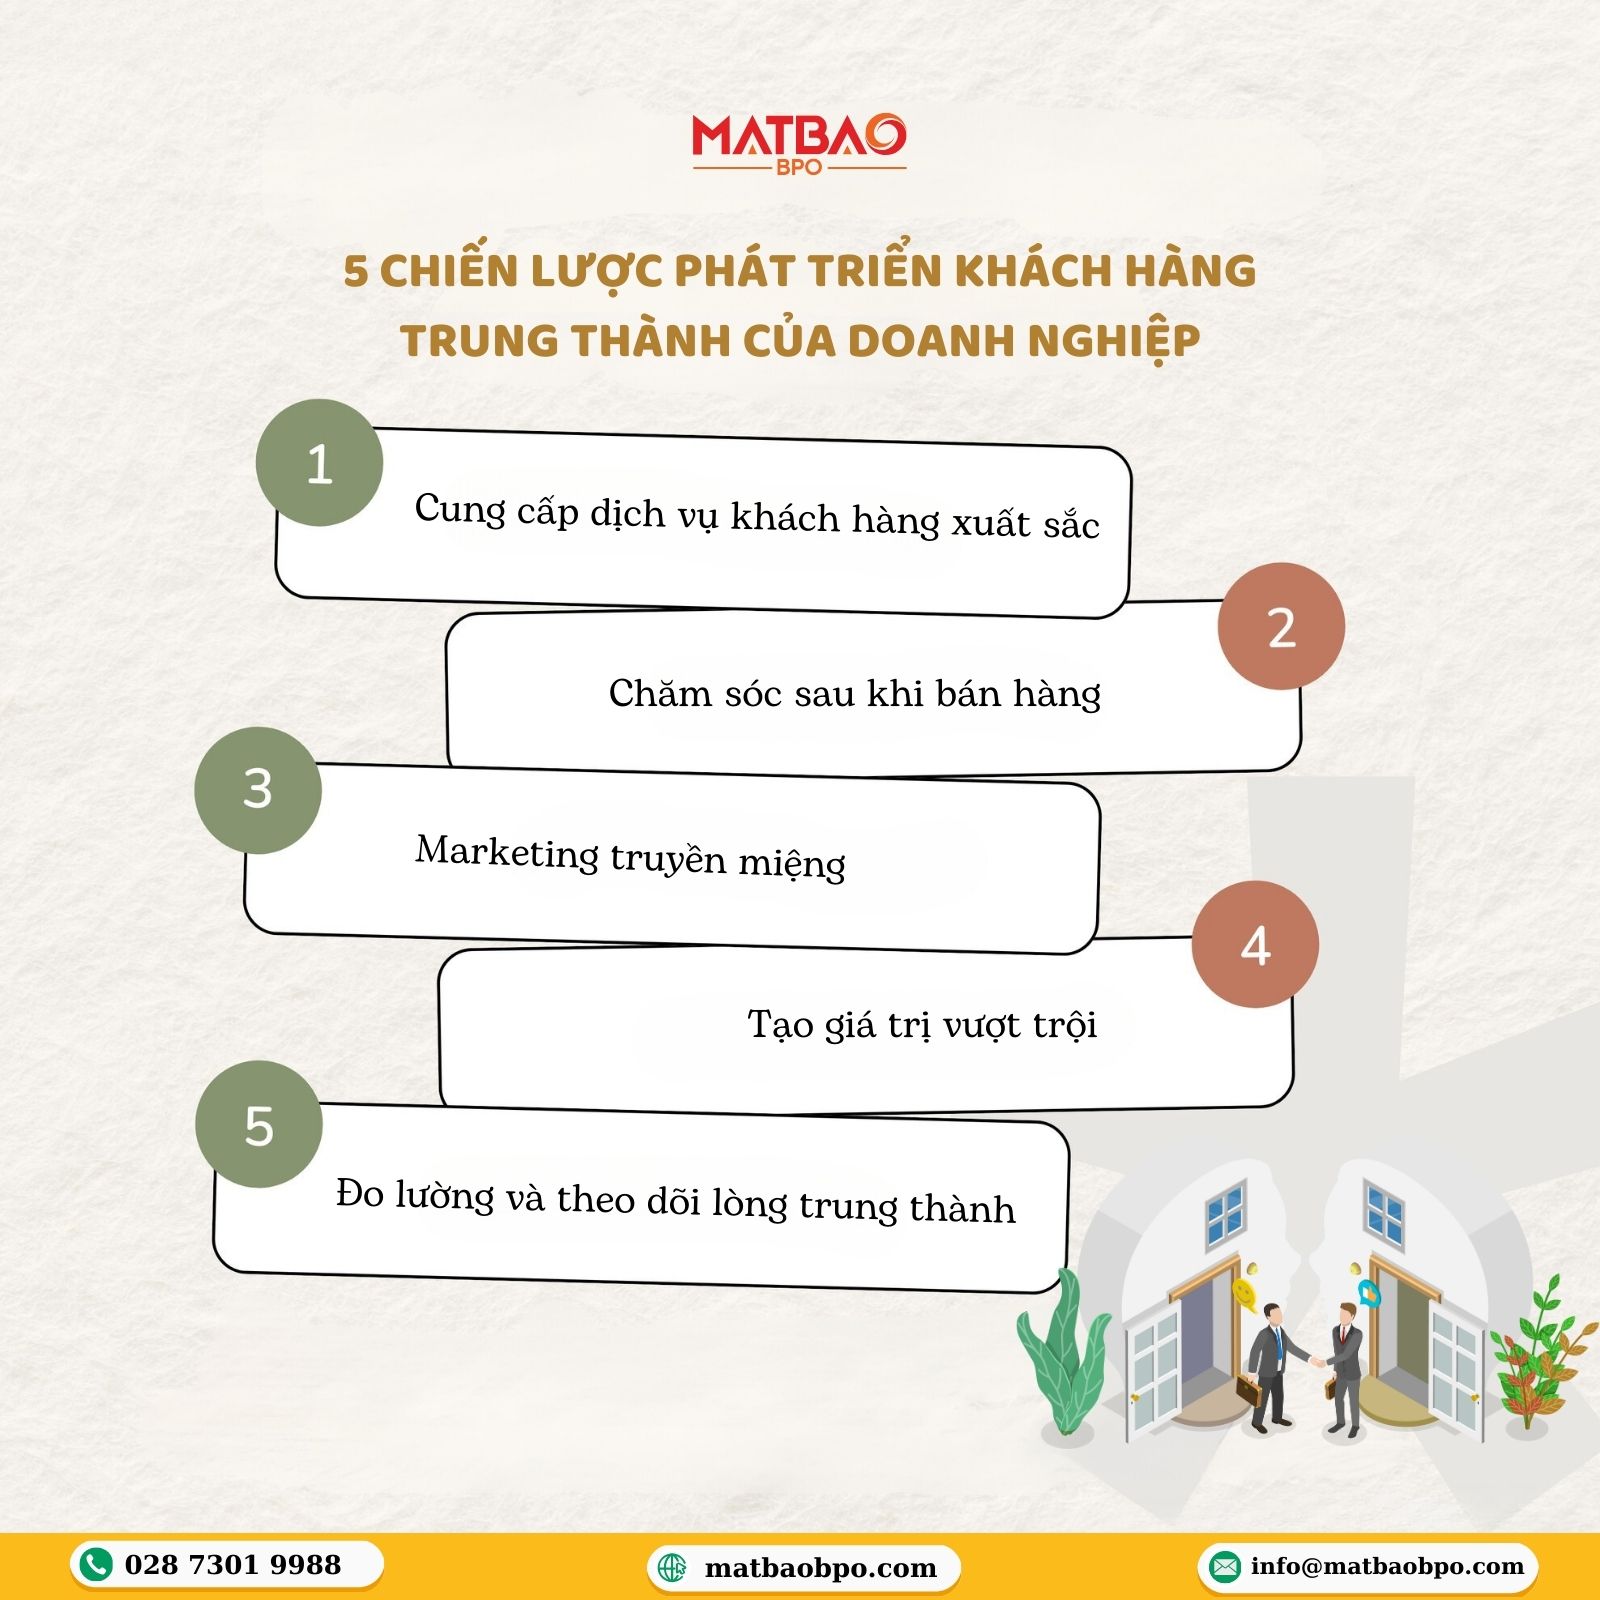 MATBAO
BPO
5 CHIẾN LƯỢC PHÁT TRIỂN KHÁCH HÀNG
TRUNG THÀNH CỦA DOANH NGHIỆP
1
Cung cấp dịch vụ khách hàng xuất sắc
2
Chăm sóc sau khi bán hàng
3
Marketing truyền miệng
4
Tạo giá trị vượt trội
5
Đo lường và theo dõi lòng trung thành
028 7301 9988
matbaobpo.com
info@matbaobpo.com